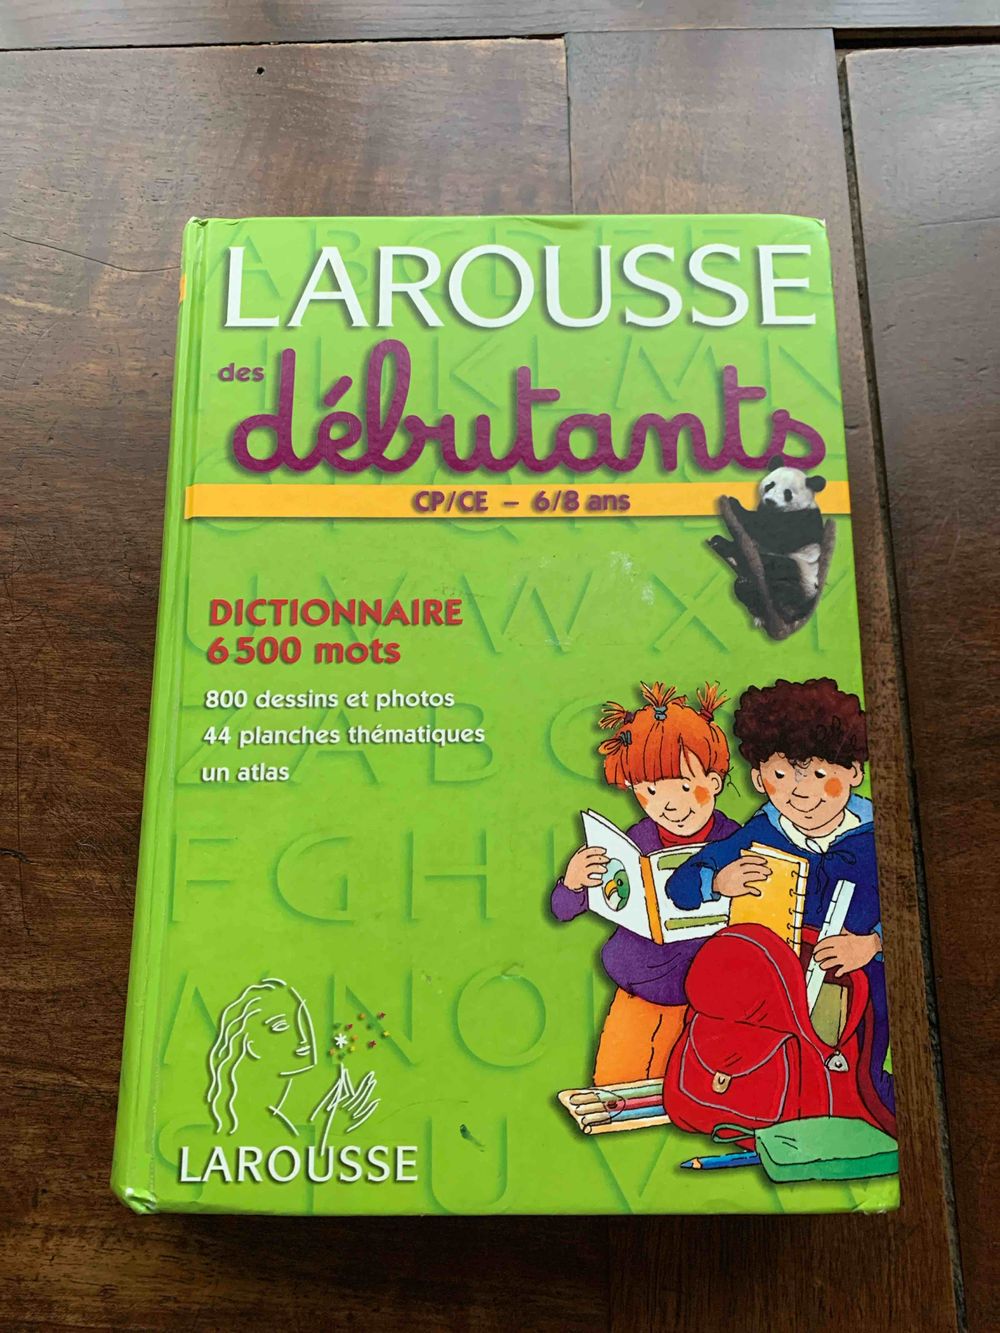 LAROUSSE
des
débutants
CP/CE – 6/8 ans
DICTIONNAIRE
6 500 mots
800 dessins et photos
44 planches thématiques
un atlas
LAROUSSE